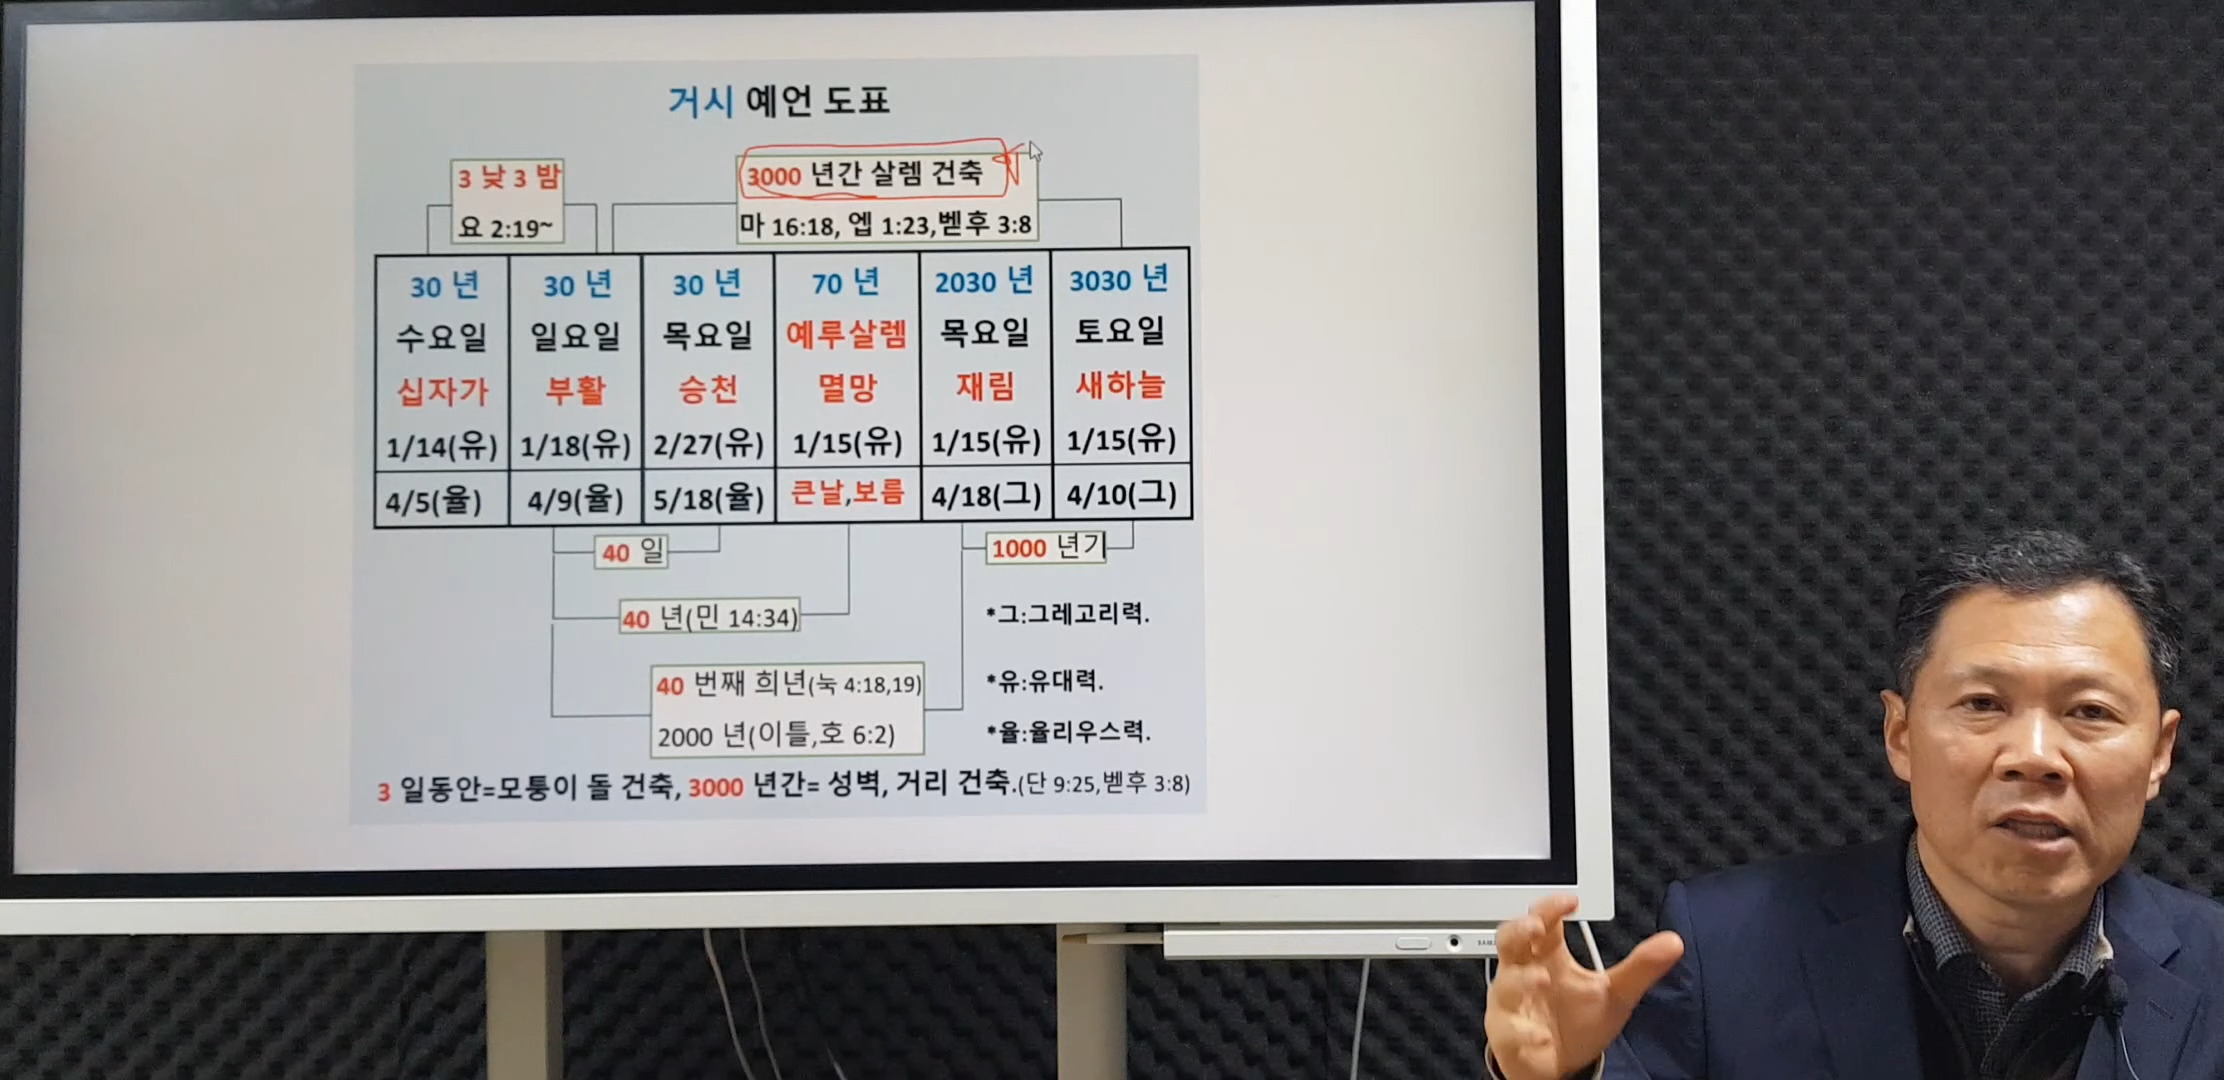 거시 예언 도표
3 낮 3 밤
요 2:19~
3000 년간 살렘 건축
마 16:18, 엡 1:23,벧후 3:8
30 년 30 년 30 년 70 년 2030 년 3030 년
수요일 일요일 목요일 예루살렘 목요일 토요일
십자가 부활 승천 멸망 재림 새하늘
1/14(유) 1/18(유) 2/27(유) 1/15(유) 1/15(유) 1/15(유)
4/5(율) 4/9(율) 5/18(율) 큰날,보름 4/18(그) 4/10(그)
40 일
1000 년기
40 년(민 14:34)
*그:그레고리력.
40 번째 희년(눅 4:18,19)
2000 년(이틀,호 6:2)
*유:유대력.
*율:율리우스력.
3 일동안=모퉁이 돌 건축, 3000 년간= 성벽, 거리 건축.(단 9:25,벧후 3:8)